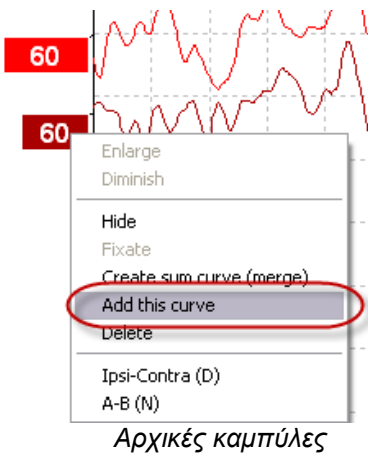 60
60
Enlarge
Diminish
Hide
Fixate
Create sum curve (merge)
Add this curve
Delete
Ipsi-Contra (D)
A-B (N)
Αρχικές καμπύλες